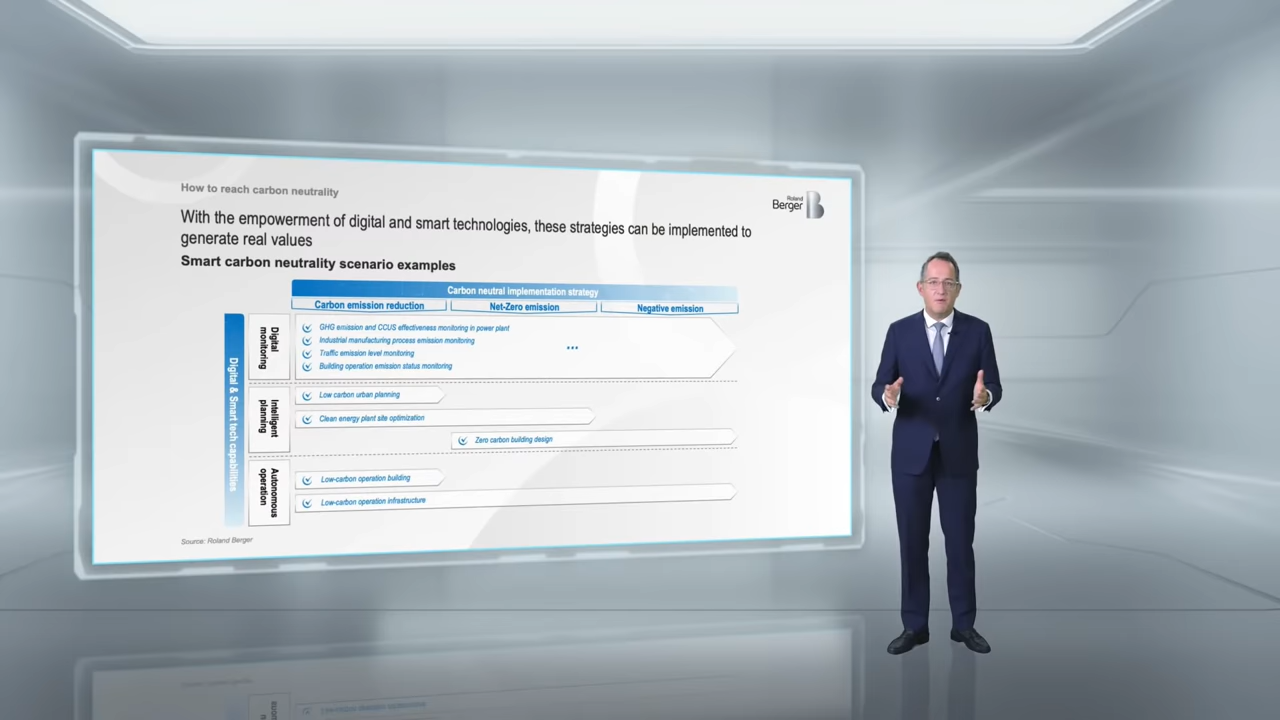 How to reach carbon neutrality
Roland
Berger
With the empowerment of digital and smart technologies, these strategies can be implemented to
generate real values
Smart carbon neutrality scenario examples
Carbon neutral implementation strategy
Carbon emission reduction
Net-Zero emission
Negative emission
Digital & Smart tech capabilities
Digital
monitoring
GHG emission and CCUS effectiveness monitoring in power plant
Industrial manufacturing process emission monitoring
Traffic emission level monitoring
Building operation emission status monitoring
...
Intelligent
planning
Low carbon urban planning
Clean energy plant site optimization
Zero carbon building design
Autonomous
operation
Low-carbon operation building
Low-carbon operation infrastructure
Source: Roland Berger